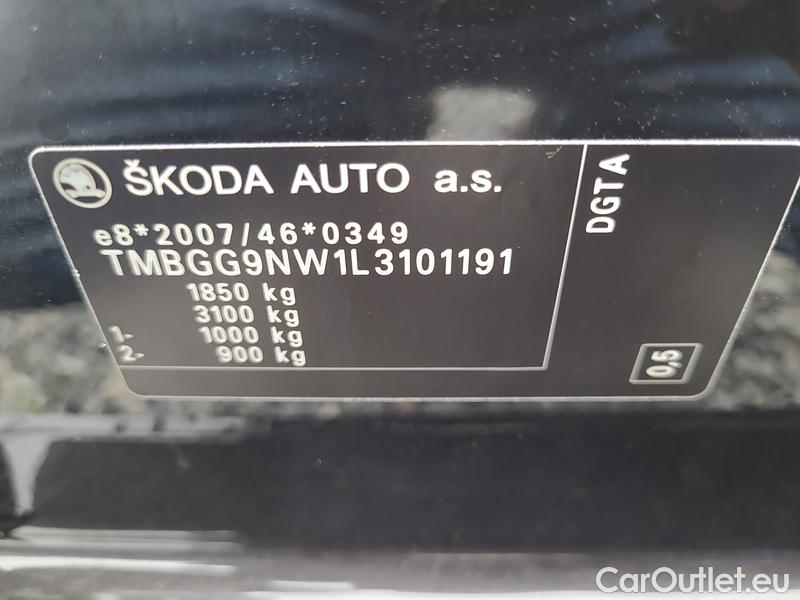 ŠKODA AUTO a.s.
e8*2007/46*0349
TMBGG9NW1L3101191
1850 kg
3100 kg
1- 1000 kg
2- 900 kg
DGTA
0,5
CarOutlet.eu